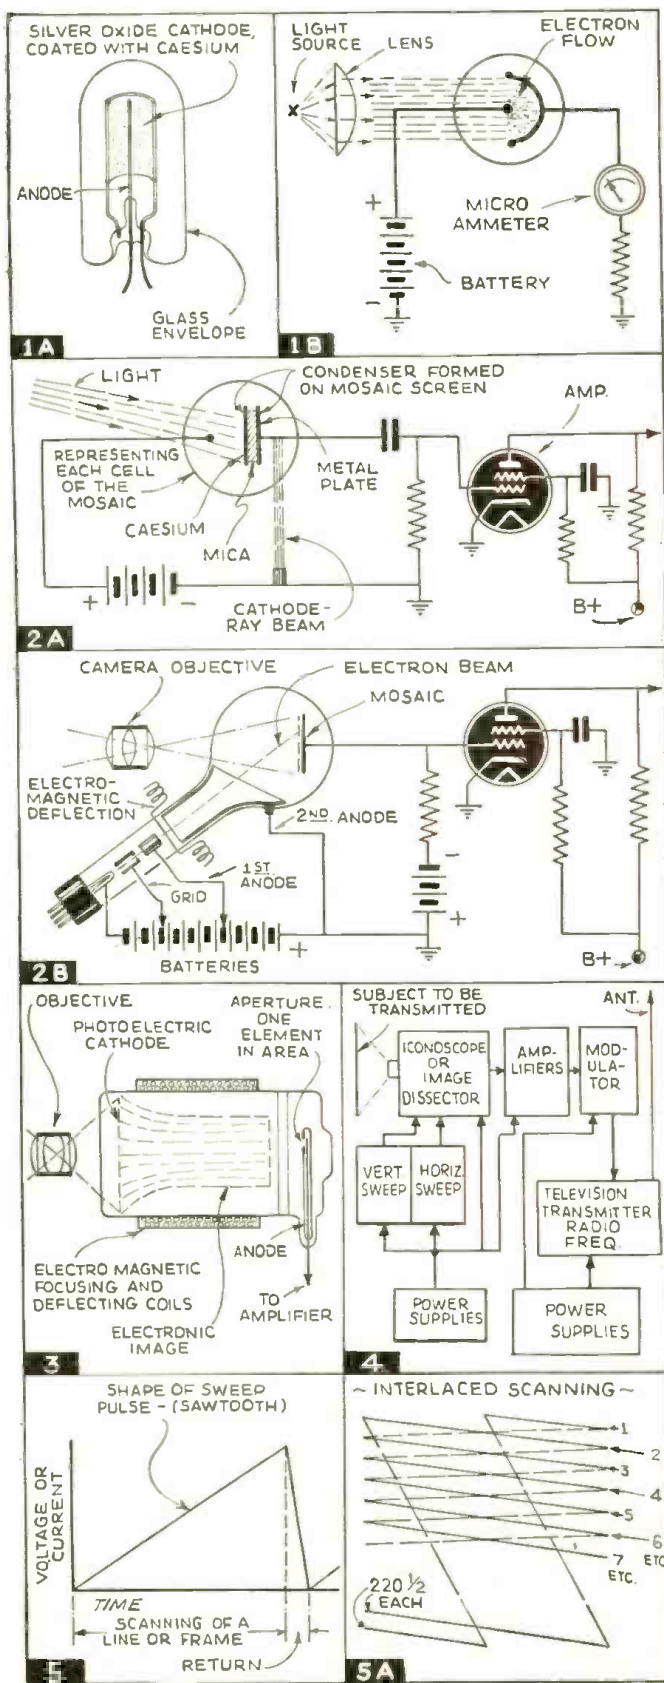 SILVER OXIDE CATHODE,
COATED WITH CAESIUM
ANODE
GLASS
ENVELOPE
1A
LIGHT
SOURCE
LENS
ELECTRON
FLOW
MICRO
AMMETER
+
BATTERY
-
1B
LIGHT
CONDENSER FORMED
ON MOSAIC SCREEN
AMP.
REPRESENTING
EACH CELL
OF THE
MOSAIC
METAL
PLATE
CAESIUM
MICA
+ -
CATHODE-
RAY BEAM
B+
2A
CAMERA OBJECTIVE
ELECTRON BEAM
MOSAIC
ELECTRO-
MAGNETIC
DEFLECTION
2ND. ANODE
1ST.
ANODE
GRID
-
+
+
BATTERIES
B+
2B
OBJECTIVE
PHOTOELECTRIC
CATHODE
APERTURE.
ONE
ELEMENT
IN AREA
ANODE
ELECTRO MAGNETIC
FOCUSING AND
DEFLECTING COILS
TO
AMPLIFIER
ELECTRONIC
IMAGE
3
SUBJECT TO BE
TRANSMITTED
ANT.
ICONOSCOPE
OR
IMAGE
DISSECTOR
AMP-
LIFIERS
MOD-
ULA-
TOR
VERT
SWEEP
HORIZ.
SWEEP
TELEVISION
TRANSMITTER
RADIO
FREQ.
POWER
SUPPLIES
POWER
SUPPLIES
4
SHAPE OF SWEEP
PULSE-(SAWTOOTH)
VOLTAGE OR
CURRENT
TIME
SCANNING OF A
LINE OR FRAME
RETURN
5
~ INTERLACED SCANNING ~
1
2
3
4
5
6
ETC
7
ETC.
220 1/2
EACH
5A